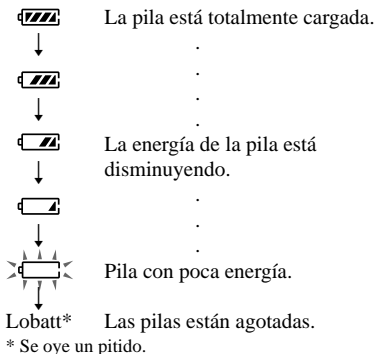 La pila está totalmente cargada.
.
.
.
.
La energía de la pila está
disminuyendo.
.
.
.
Pila con poca energía.
Lobatt* Las pilas están agotadas.
* Se oye un pitido.